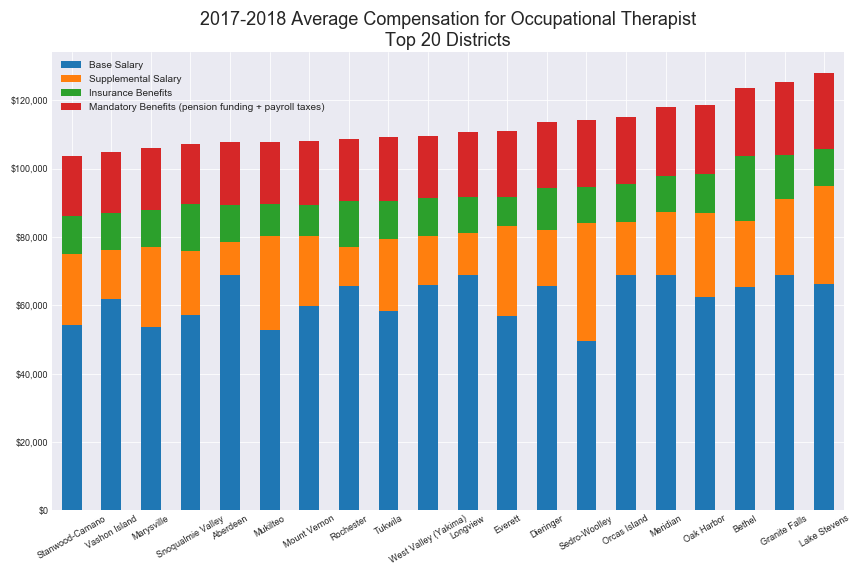 2017-2018 Average Compensation for Occupational Therapist
Top 20 Districts
Base Salary
Supplemental Salary
Insurance Benefits
Mandatory Benefits (pension funding + payroll taxes)
$120,000
$100,000
$80,000
$60,000
$40,000
$20,000
$0
Stanwood-Camano
Vashon Island
Marysville
Snoqualmie Valley
Aberdeen
Mukilteo
Mount Vernon
Rochester
Tukwila
West Valley (Yakima)
Longview
Everett
Dieringer
Sedro-Woolley
Orcas Island
Meridian
Oak Harbor
Bethel
Granite Falls
Lake Stevens